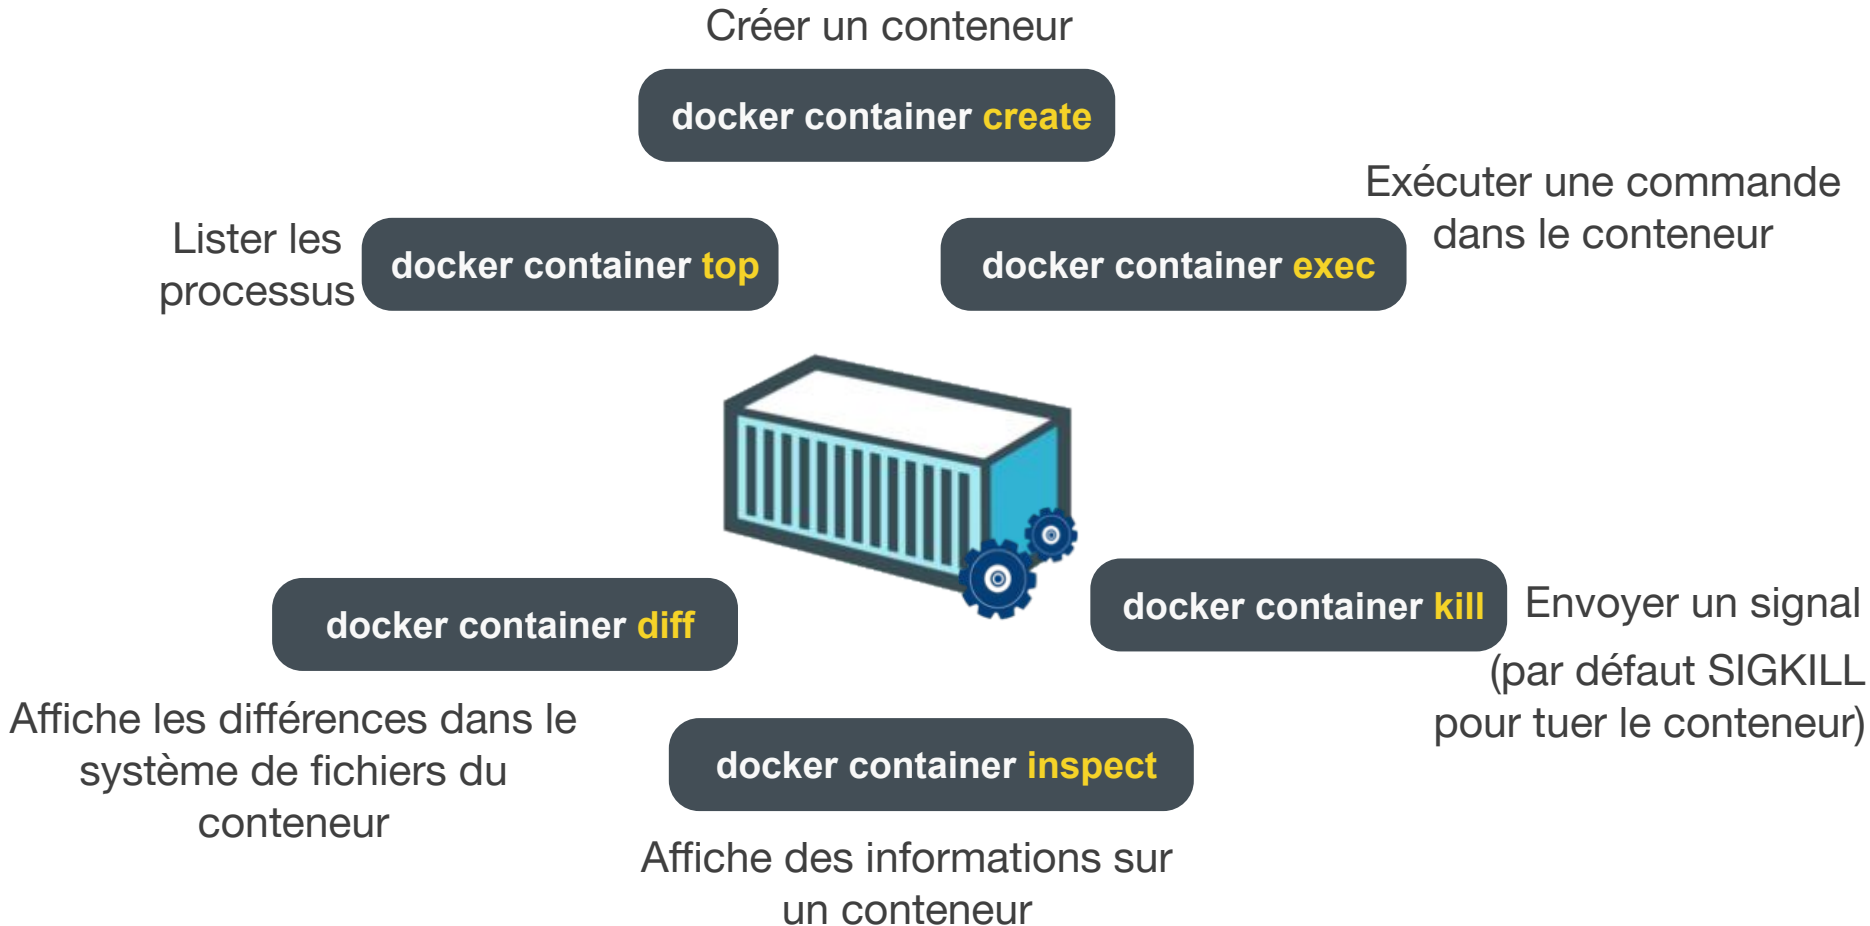 Créer un conteneur
docker container create
Exécuter une commande
dans le conteneur
Lister les
processus
docker container top
docker container exec
docker container diff
docker container kill
Envoyer un signal
(par défaut SIGKILL
pour tuer le conteneur)
Affiche les différences dans le
système de fichiers du
conteneur
docker container inspect
Affiche des informations sur
un conteneur